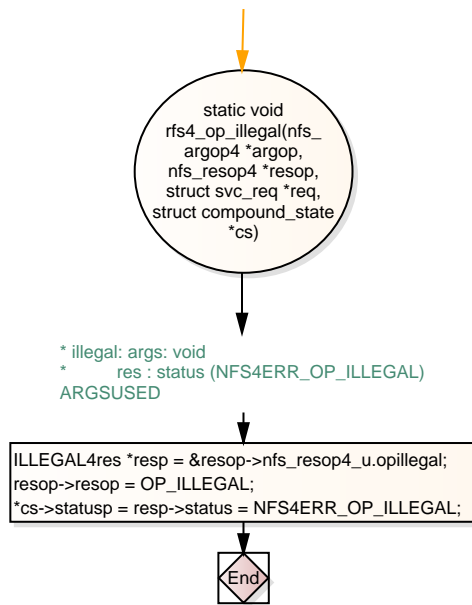 static void
rfs4_op_illegal(nfs_
argop4 *argop,
nfs_resop4 *resop,
struct svc_req *req,
struct compound_state
*cs)
* illegal: args: void
*         res : status (NFS4ERR_OP_ILLEGAL)
ARGSUSED
ILLEGAL4res *resp = &resop->nfs_resop4_u.opillegal;
resop->resop = OP_ILLEGAL;
*cs->statusp = resp->status = NFS4ERR_OP_ILLEGAL;
End